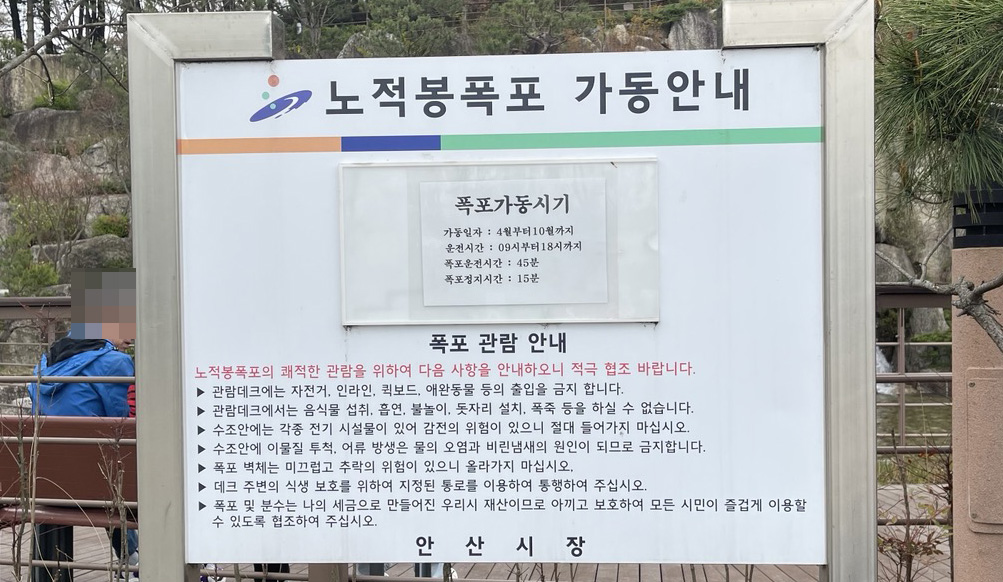 노적봉폭포 가동안내
폭포가동시기
가동일자 : 4월부터10월까지
운전시간 : 09시부터18시까지
폭포운전시간 : 45분
폭포정지시간 : 15분
폭포 관람 안내
노적봉폭포의 쾌적한 관람을 위하여 다음 사항을 안내하오니 적극 협조 바랍니다.
▶ 관람데크에는 자전거, 인라인, 퀵보드, 애완동물 등의 출입을 금지 합니다.
▶ 관람데크에서는 음식물 섭취, 흡연, 불놀이, 돗자리 설치, 폭죽 등을 하실 수 없습니다.
▶ 수조안에는 각종 전기 시설물이 있어 감전의 위험이 있으니 절대 들어가지 마십시오.
▶ 수조안에 이물질 투척, 어류 방생은 물의 오염과 비린냄새의 원인이 되므로 금지합니다.
▶ 폭포 벽체는 미끄럽고 추락의 위험이 있으니 올라가지 마십시오.
▶ 데크 주변의 식생 보호를 위하여 지정된 통로를 이용하여 통행하여 주십시오.
▶ 폭포 및 분수는 나의 세금으로 만들어진 우리시 재산이므로 아끼고 보호하여 모든 시민이 즐겁게 이용할
수 있도록 협조하여 주십시오.
안 산 시 장